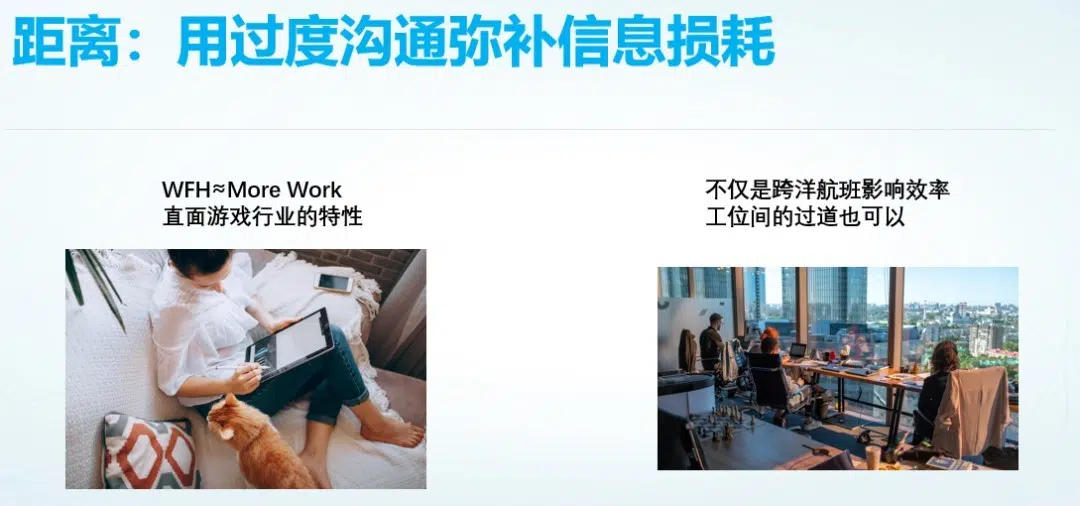 距离：用过度沟通弥补信息损耗
WFH≈More Work
直面游戏行业的特性
不仅是跨洋航班影响效率
工位间的过道也可以